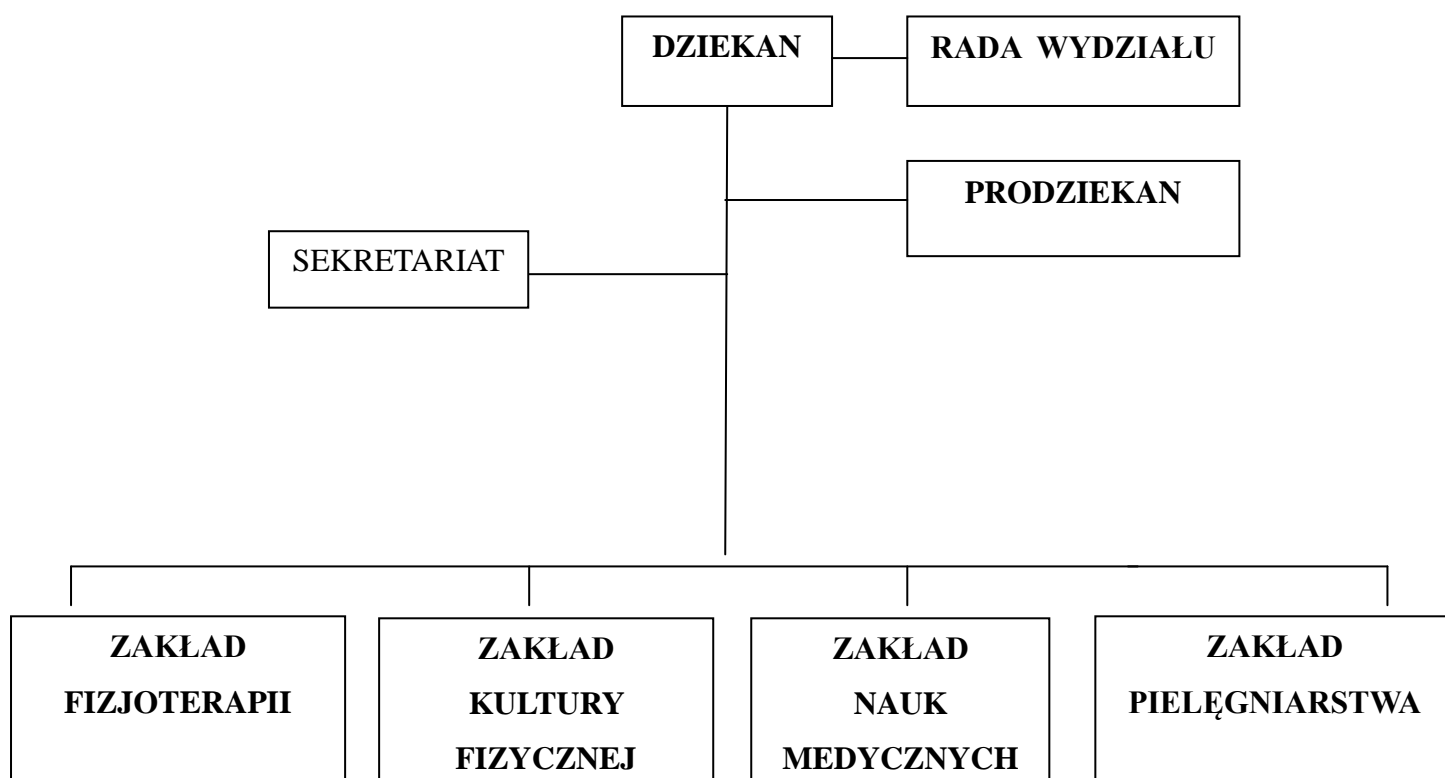 DZIEKAN
RADA WYDZIAŁU
PRODZIEKAN
SEKRETARIAT
ZAKŁAD
FIZJOTERAPII
ZAKŁAD
KULTURY
FIZYCZNEJ
ZAKŁAD
NAUK
MEDYCZNYCH
ZAKŁAD
PIELĘGNIARSTWA